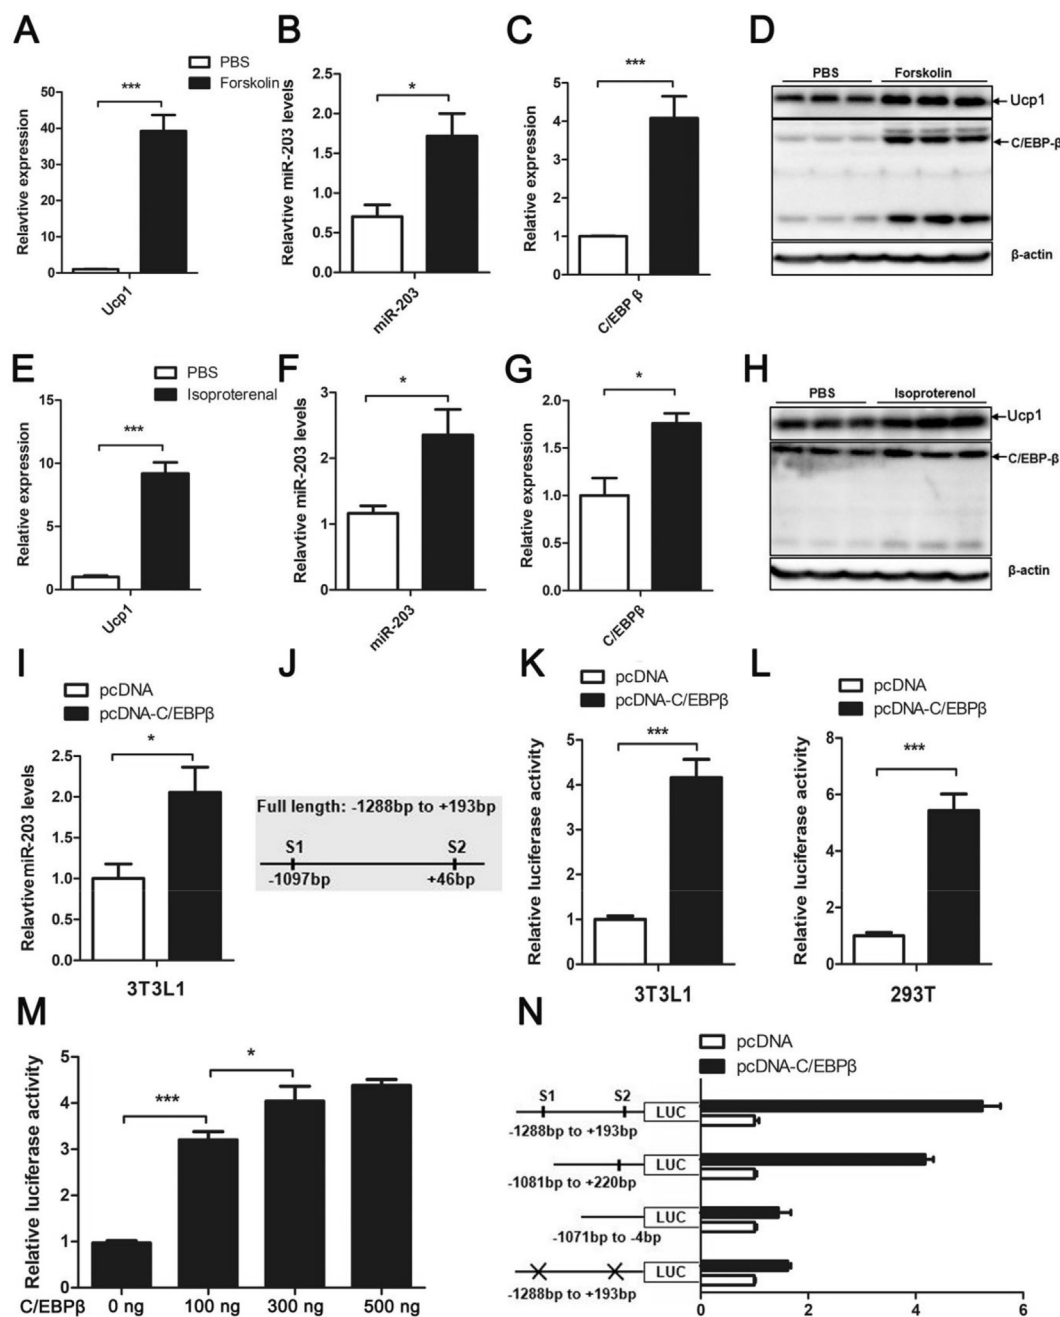 A
PBS
Forskolin
***
50
40
30
20
10
0
Relavtive expression
Ucp1
B
*
2.5
2.0
1.5
1.0
0.5
0.0
Relavtive miR-203 levels
miR-203
C
***
6
5
4
3
2
1
0
Relative expression
C/EBP β
D
PBS Forskolin
Ucp1
C/EBP-β
β-actin
E
PBS
Isoproterenal
***
15
10
5
0
Relative expression
Ucp1
F
*
3
2
1
0
Relavtive miR-203 levels
miR-203
G
*
2.0
1.5
1.0
0.5
0.0
Relative expression
C/EBPβ
H
PBS Isoproterenol
Ucp1
C/EBP-β
β-actin
I
pcDNA
pcDNA-C/EBPβ
*
2.5
2.0
1.5
1.0
0.5
0.0
Relavtive miR-203 levels
3T3L1
J
Full length: -1288bp to +193bp
S1 S2
-1097bp +46bp
K
pcDNA
pcDNA-C/EBPβ
***
5
4
3
2
1
0
Relative luciferase activity
3T3L1
L
pcDNA
pcDNA-C/EBPβ
***
8
6
4
2
0
Relative luciferase activity
293T
M
***
*
5
4
3
2
1
0
Relative luciferase activity
C/EBPβ 0 ng 100 ng 300 ng 500 ng
N
pcDNA
pcDNA-C/EBPβ
S1 S2
LUC
-1288bp to +193bp
LUC
-1081bp to +220bp
LUC
-1071bp to -4bp
LUC
-1288bp to +193bp
0 2 4 6